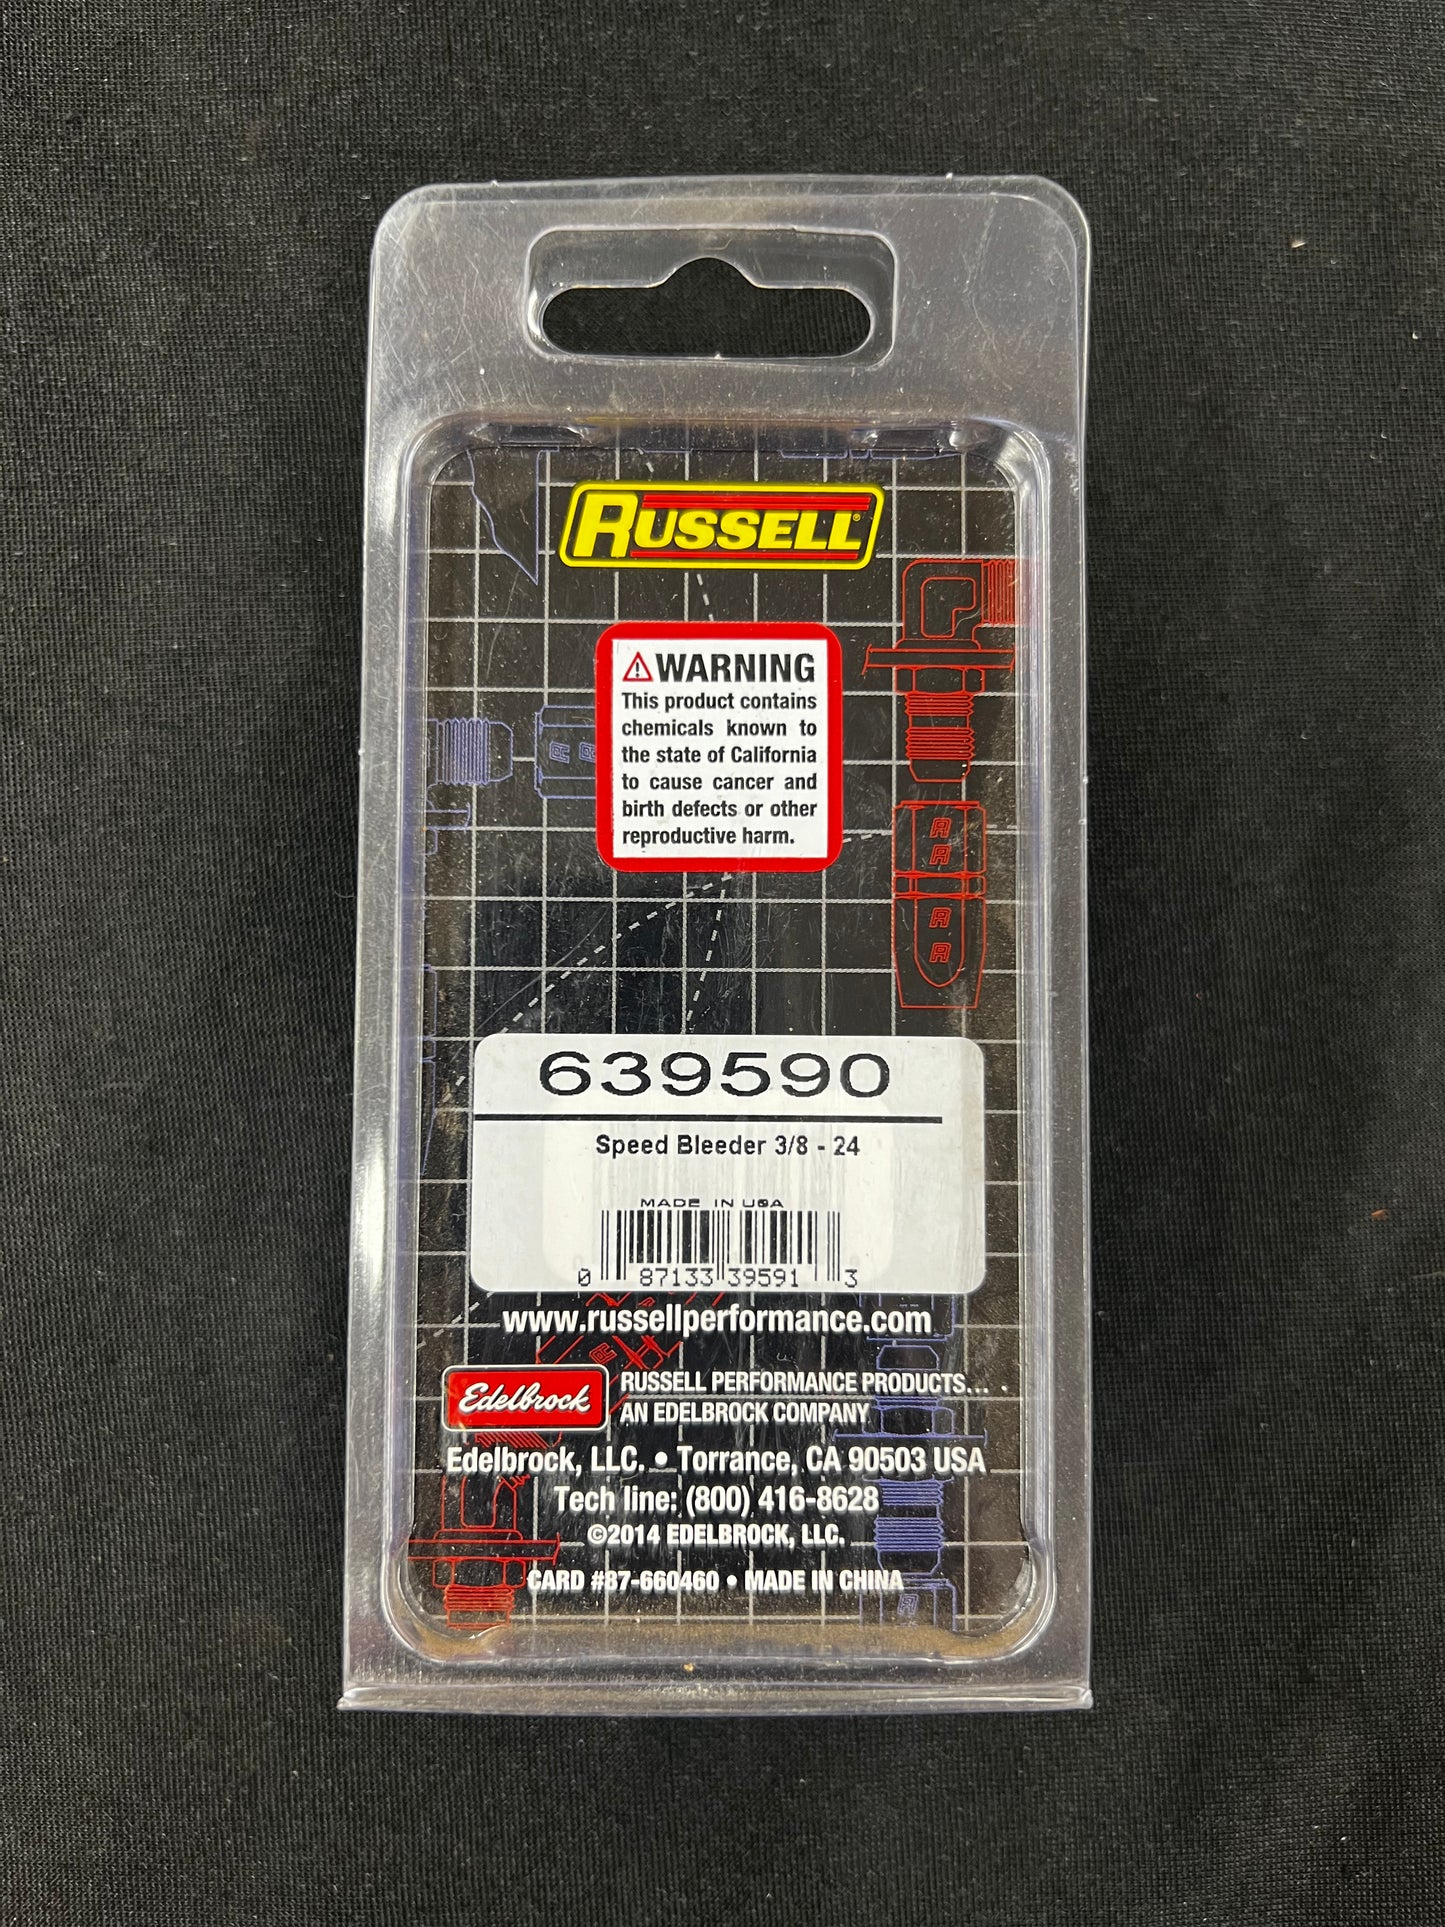 RUSSELL®
WARNING
This product contains
chemicals known to
the state of California
to cause cancer and
birth defects or other
reproductive harm.
639590
Speed Bleeder 3/8 - 24
MADE IN USA
0 87133 39591 3
www.russellperformance.com
Edelbrock
RUSSELL PERFORMANCE PRODUCTS...
AN EDELBROCK COMPANY
Edelbrock, LLC. • Torrance, CA 90503 USA
Tech line: (800) 416-8628
©2014 EDELBROCK, LLC.
CARD #87-660460 • MADE IN CHINA